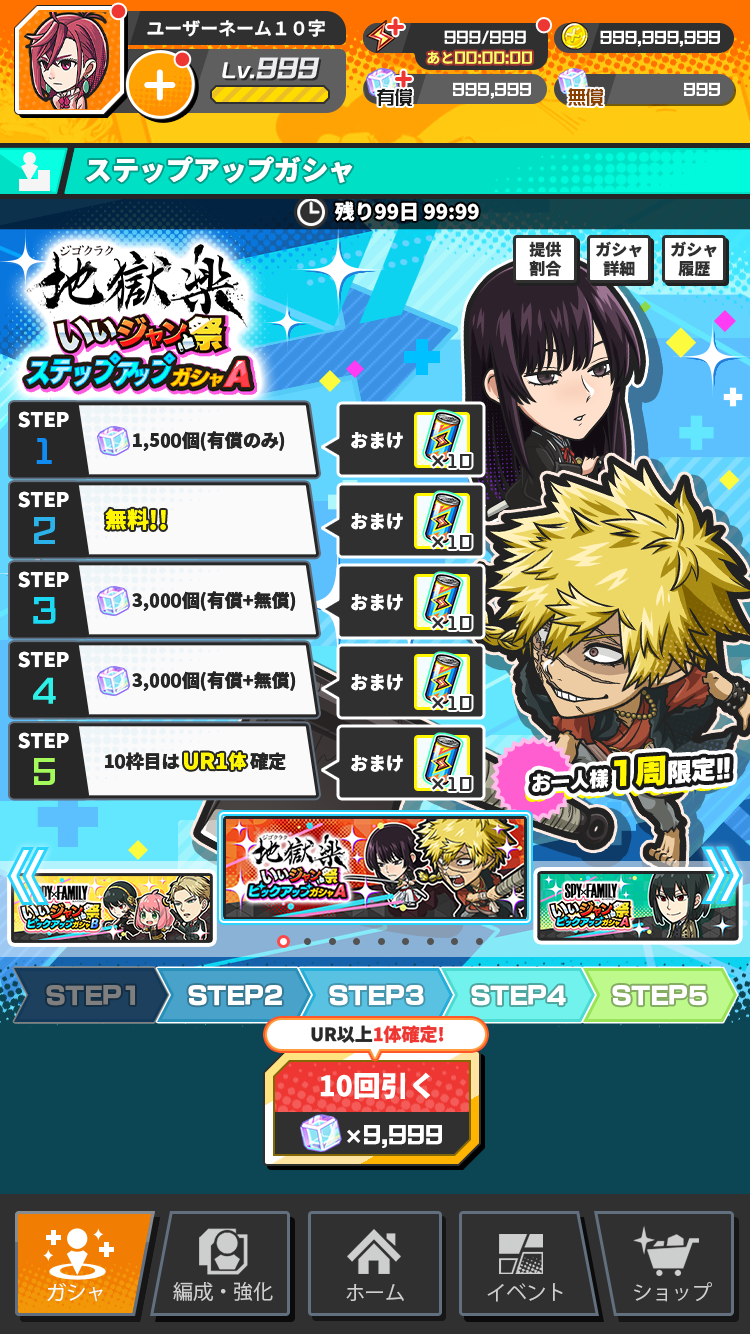 ユーザーネーム10字
Lv.999
999/999
あと00:00:00
999,999,999
有償
999,999
無償
999
ステップアップガシャ
残り99日 99:99
提供
割合
ガシャ
詳細
ガシャ
履歴
ジゴクラク
地獄楽
いいジャン祭
ステップアップガシャA
STEP
1
1,500個(有償のみ)
おまけ
×10
STEP
2
無料!!
おまけ
×10
STEP
3
3,000個(有償+無償)
おまけ
×10
STEP
4
3,000個(有償+無償)
おまけ
×10
STEP
5
10枠目はUR1体確定
おまけ
×10
お一人様1周限定!!
SPY×FAMILY
いいジャン祭
ピックアップガシャB
ジゴクラク
地獄楽
いいジャン祭
ピックアップガシャA
SPY×FAMILY
いいジャン祭
ピックアップガシャA
STEP1
STEP2
STEP3
STEP4
STEP5
UR以上1体確定!
10回引く
×9,999
ガシャ
編成・強化
ホーム
イベント
ショップ